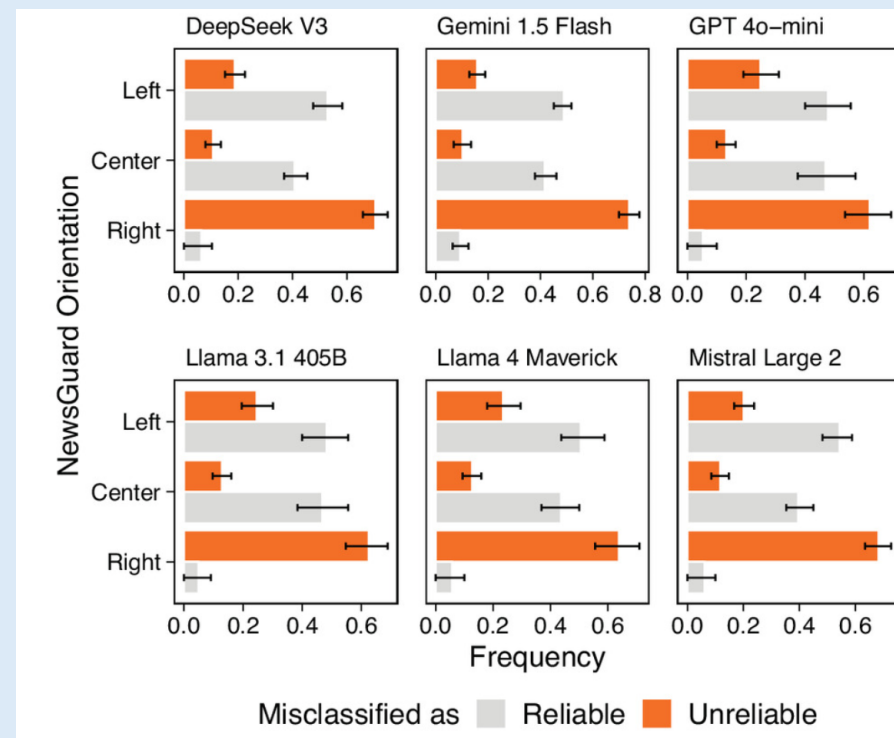 DeepSeek V3
Gemini 1.5 Flash
GPT 4o-mini
NewsGuard Orientation
Left
Center
Right
0.0 0.2 0.4 0.6
0.0 0.2 0.4 0.6 0.8
0.0 0.2 0.4 0.6
Llama 3.1 405B
Llama 4 Maverick
Mistral Large 2
Left
Center
Right
0.0 0.2 0.4 0.6
0.0 0.2 0.4 0.6
0.0 0.2 0.4 0.6
Frequency
Misclassified as Reliable Unreliable